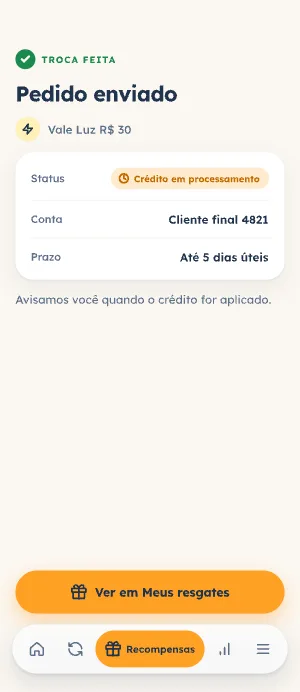 TROCA FEITA
Pedido enviado
Vale Luz R$ 30
Status Crédito em processamento
Conta Cliente final 4821
Prazo Até 5 dias úteis
Avisamos você quando o crédito for aplicado.
Ver em Meus resgates
Recompensas